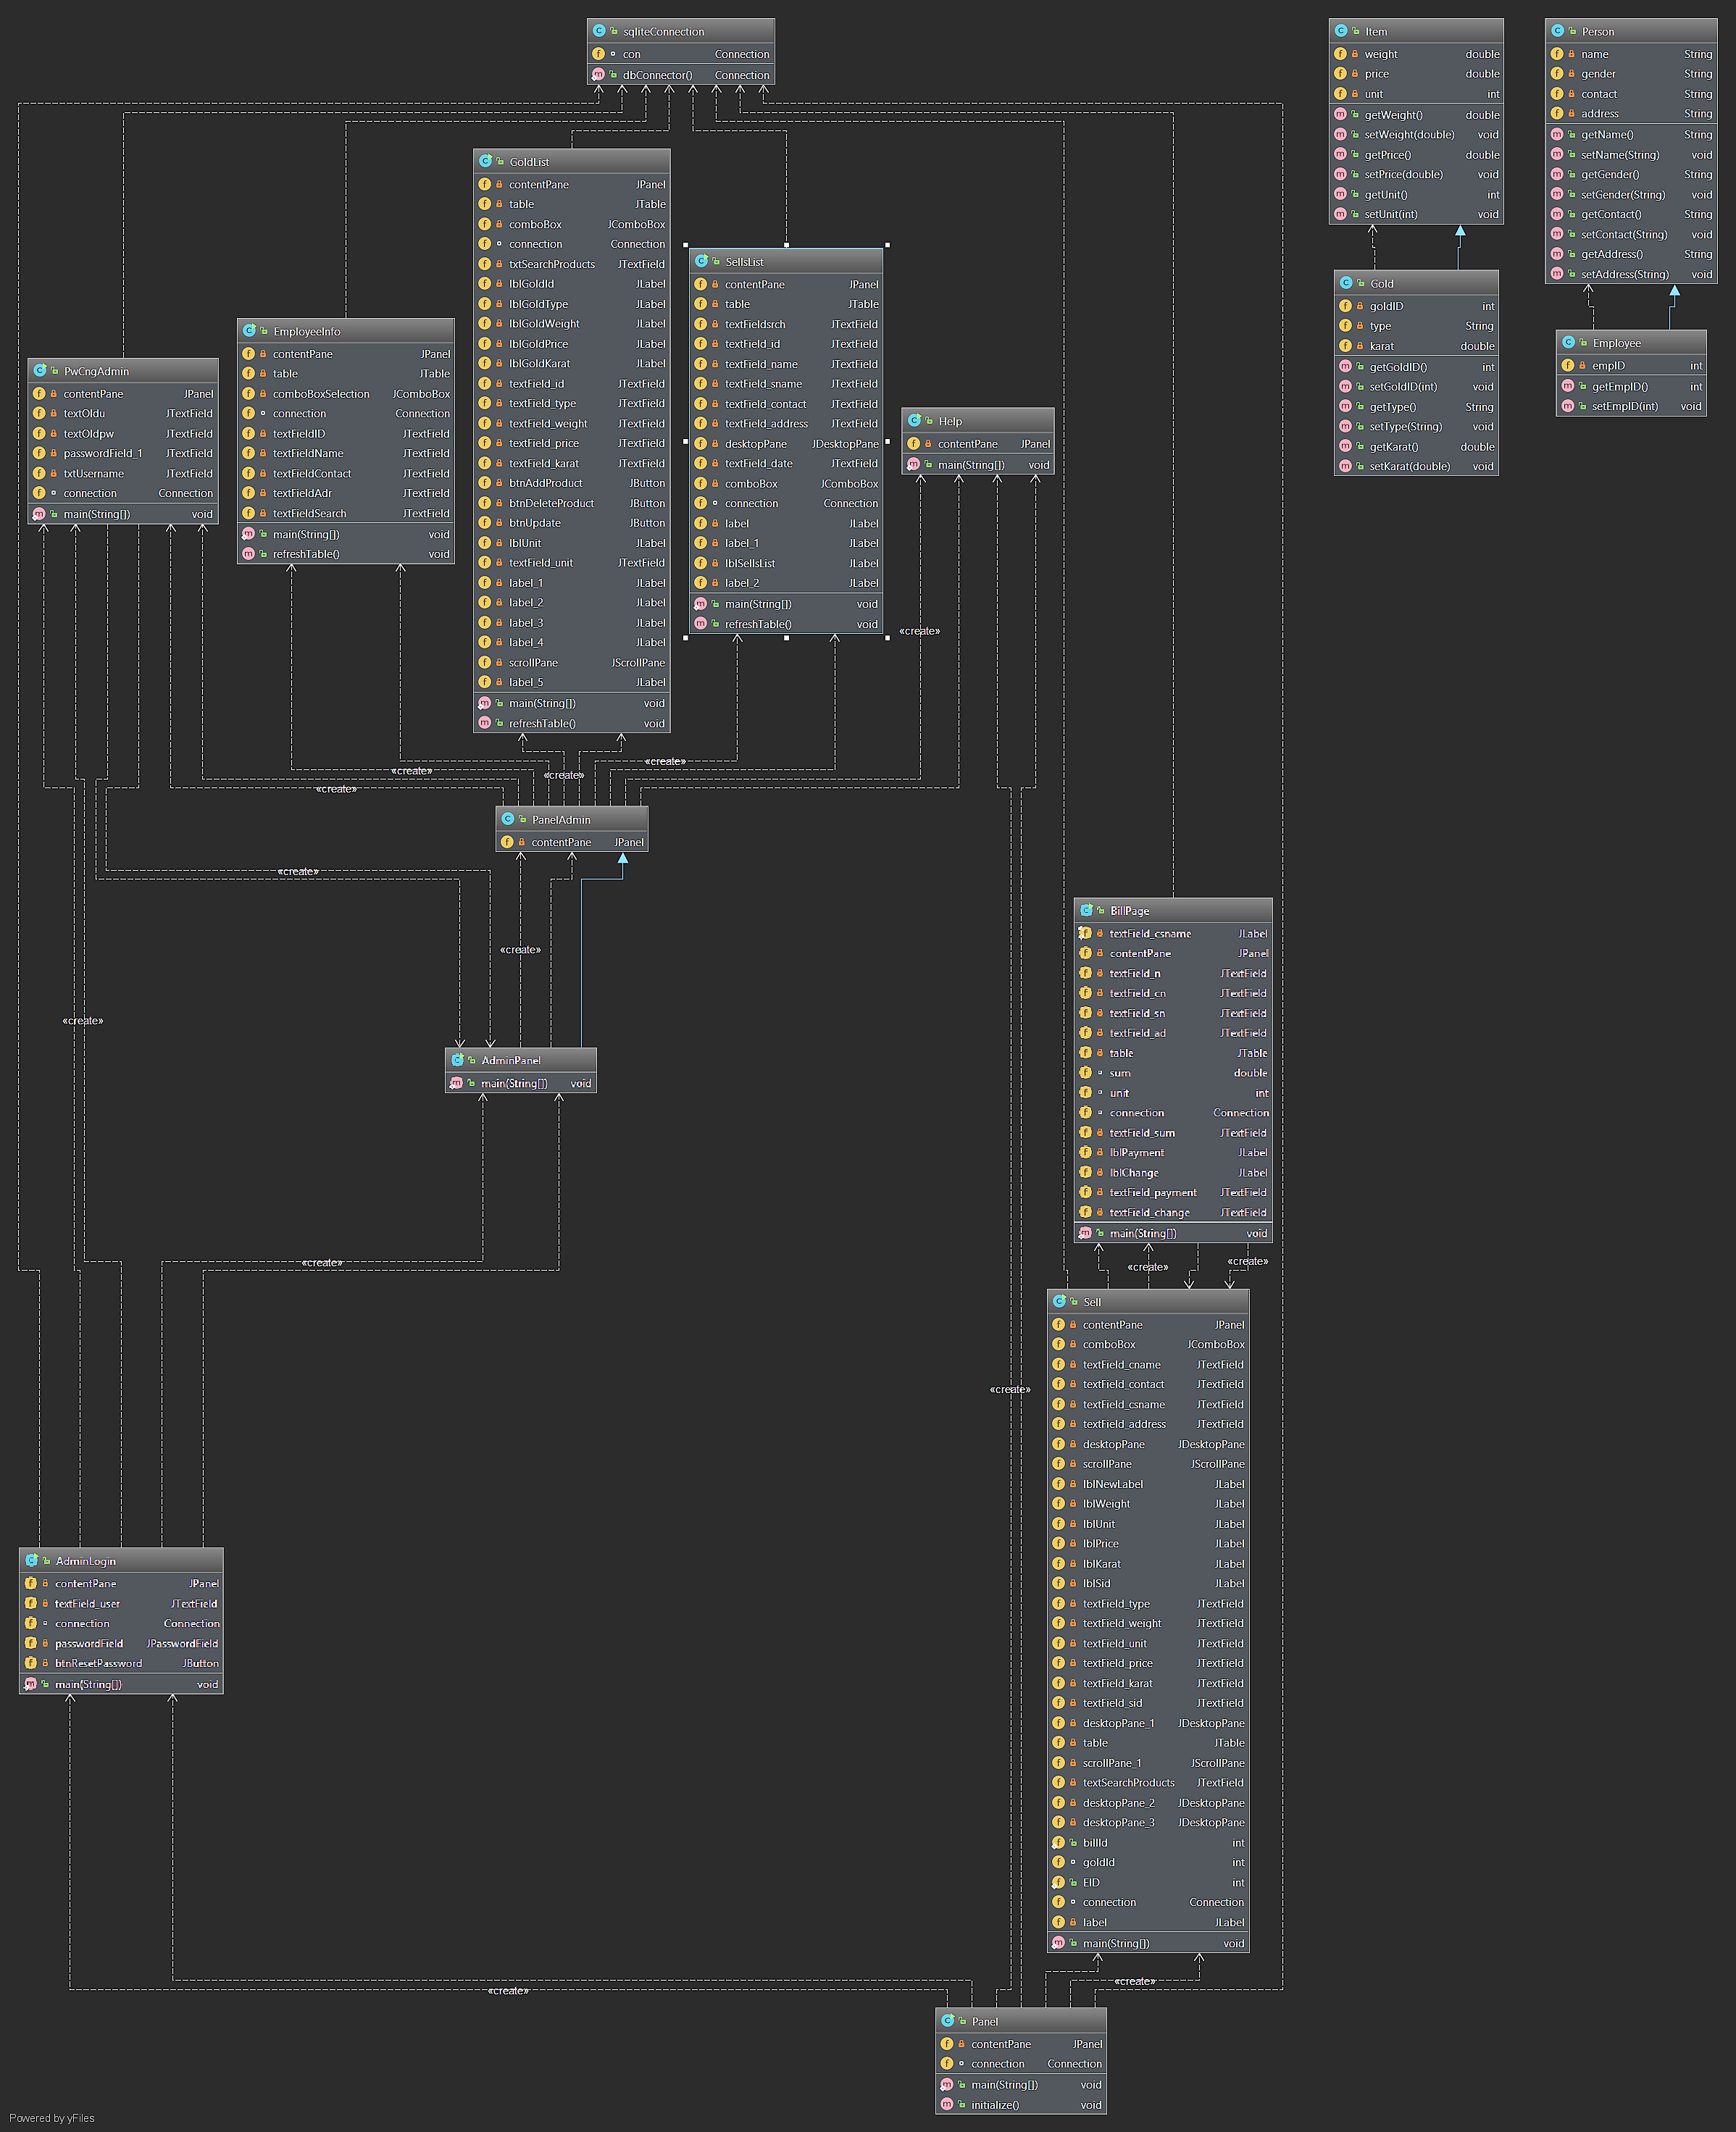 sqliteConnection
con Connection
dbConnector() Connection
Item
weight double
price double
unit int
getWeight() double
setWeight(double) void
getPrice() double
setPrice(double) void
getUnit() int
setUnit(int) void
Person
name String
gender String
contact String
address String
getName() String
setName(String) void
getGender() String
setGender(String) void
getContact() String
setContact(String) void
getAddress() String
setAddress(String) void
GoldList
contentPane JPanel
table JTable
comboBox JComboBox
connection Connection
txtSearchProducts JTextField
lblGoldId JLabel
lblGoldType JLabel
lblGoldWeight JLabel
lblGoldPrice JLabel
lblGoldKarat JLabel
textField_id JTextField
textField_type JTextField
textField_weight JTextField
textField_price JTextField
textField_karat JTextField
btnAddProduct JButton
btnDeleteProduct JButton
btnUpdate JButton
lblUnit JLabel
textField_unit JTextField
label_1 JLabel
label_2 JLabel
label_3 JLabel
label_4 JLabel
scrollPane JScrollPane
label_5 JLabel
main(String[]) void
refreshTable() void
SellsList
contentPane JPanel
table JTable
textFieldsrch JTextField
textField_id JTextField
textField_name JTextField
textField_sname JTextField
textField_contact JTextField
textField_address JTextField
desktopPane JDesktopPane
textField_date JTextField
comboBox JComboBox
connection Connection
label JLabel
label_1 JLabel
lblSellsList JLabel
label_2 JLabel
main(String[]) void
refreshTable() void
Gold
goldID int
type String
karat double
getGoldID() int
setGoldID(int) void
getType() String
setType(String) void
getKarat() double
setKarat(double) void
Employee
empID int
getEmpID() int
setEmpID(int) void
EmployeeInfo
contentPane JPanel
table JTable
comboBoxSelection JComboBox
connection Connection
textFieldID JTextField
textFieldName JTextField
textFieldContact JTextField
textFieldAdr JTextField
textFieldSearch JTextField
main(String[]) void
refreshTable() void
PwCngAdmin
contentPane JPanel
textOldu JTextField
textOldpw JTextField
passwordField_1 JTextField
txtUsername JTextField
connection Connection
main(String[]) void
Help
contentPane JPanel
main(String[]) void
«create»
«create»
«create»
«create»
«create»
PanelAdmin
contentPane JPanel
«create»
«create»
«create»
AdminPanel
main(String[]) void
BillPage
textField_csname JLabel
contentPane JPanel
textField_n JTextField
textField_cn JTextField
textField_sn JTextField
textField_ad JTextField
table JTable
sum double
unit int
connection Connection
textField_sum JTextField
lblPayment JLabel
lblChange JLabel
textField_payment JTextField
textField_change JTextField
main(String[]) void
«create»
«create»
«create»
Sell
contentPane JPanel
comboBox JComboBox
textField_cname JTextField
textField_contact JTextField
textField_csname JTextField
textField_address JTextField
desktopPane JDesktopPane
scrollPane JScrollPane
lblNewLabel JLabel
lblWeight JLabel
lblUnit JLabel
lblPrice JLabel
lblKarat JLabel
lblSid JLabel
textField_type JTextField
textField_weight JTextField
textField_unit JTextField
textField_price JTextField
textField_karat JTextField
textField_sid JTextField
desktopPane_1 JDesktopPane
table JTable
scrollPane_1 JScrollPane
textSearchProducts JTextField
desktopPane_2 JDesktopPane
desktopPane_3 JDesktopPane
billId int
goldId int
EID int
connection Connection
label JLabel
main(String[]) void
«create»
AdminLogin
contentPane JPanel
textField_user JTextField
connection Connection
passwordField JPasswordField
btnResetPassword JButton
main(String[]) void
«create»
«create»
Panel
contentPane JPanel
connection Connection
main(String[]) void
initialize() void
Powered by yFiles